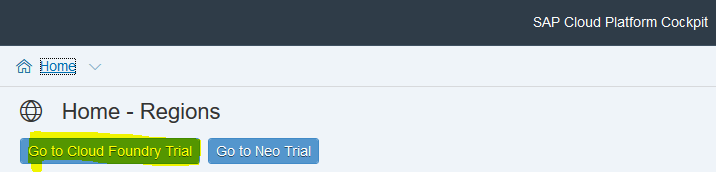 SAP Cloud Platform Cockpit
Home
Home - Regions
Go to Cloud Foundry Trial Go to Neo Trial